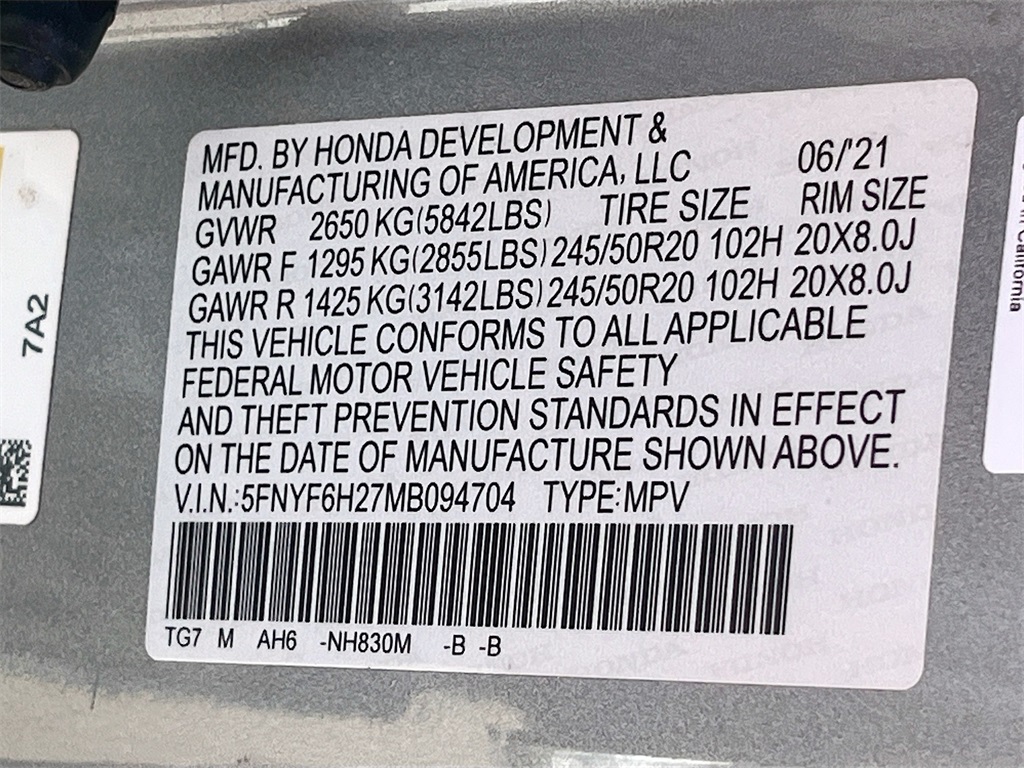 MFD. BY HONDA DEVELOPMENT &
MANUFACTURING OF AMERICA, LLC 06/'21
GVWR 2650 KG(5842LBS) TIRE SIZE RIM SIZE
GAWR F 1295 KG(2855LBS) 245/50R20 102H 20X8.0J
GAWR R 1425 KG(3142LBS) 245/50R20 102H 20X8.0J
THIS VEHICLE CONFORMS TO ALL APPLICABLE
FEDERAL MOTOR VEHICLE SAFETY
AND THEFT PREVENTION STANDARDS IN EFFECT
ON THE DATE OF MANUFACTURE SHOWN ABOVE.
V.I.N.:5FNYF6H27MB094704 TYPE:MPV
TG7 M AH6 -NH830M -B -B
7A2
in California